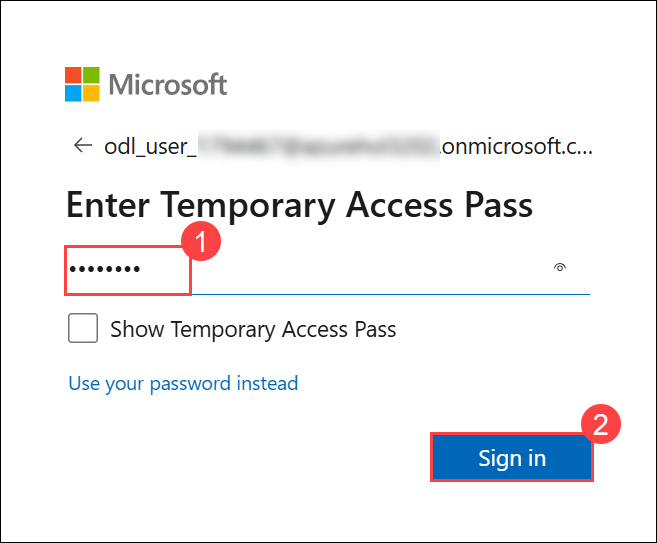 Microsoft
odl_user_ .onmicrosoft.c...
Enter Temporary Access Pass
1
••••••••
Show Temporary Access Pass
Use your password instead
2
Sign in